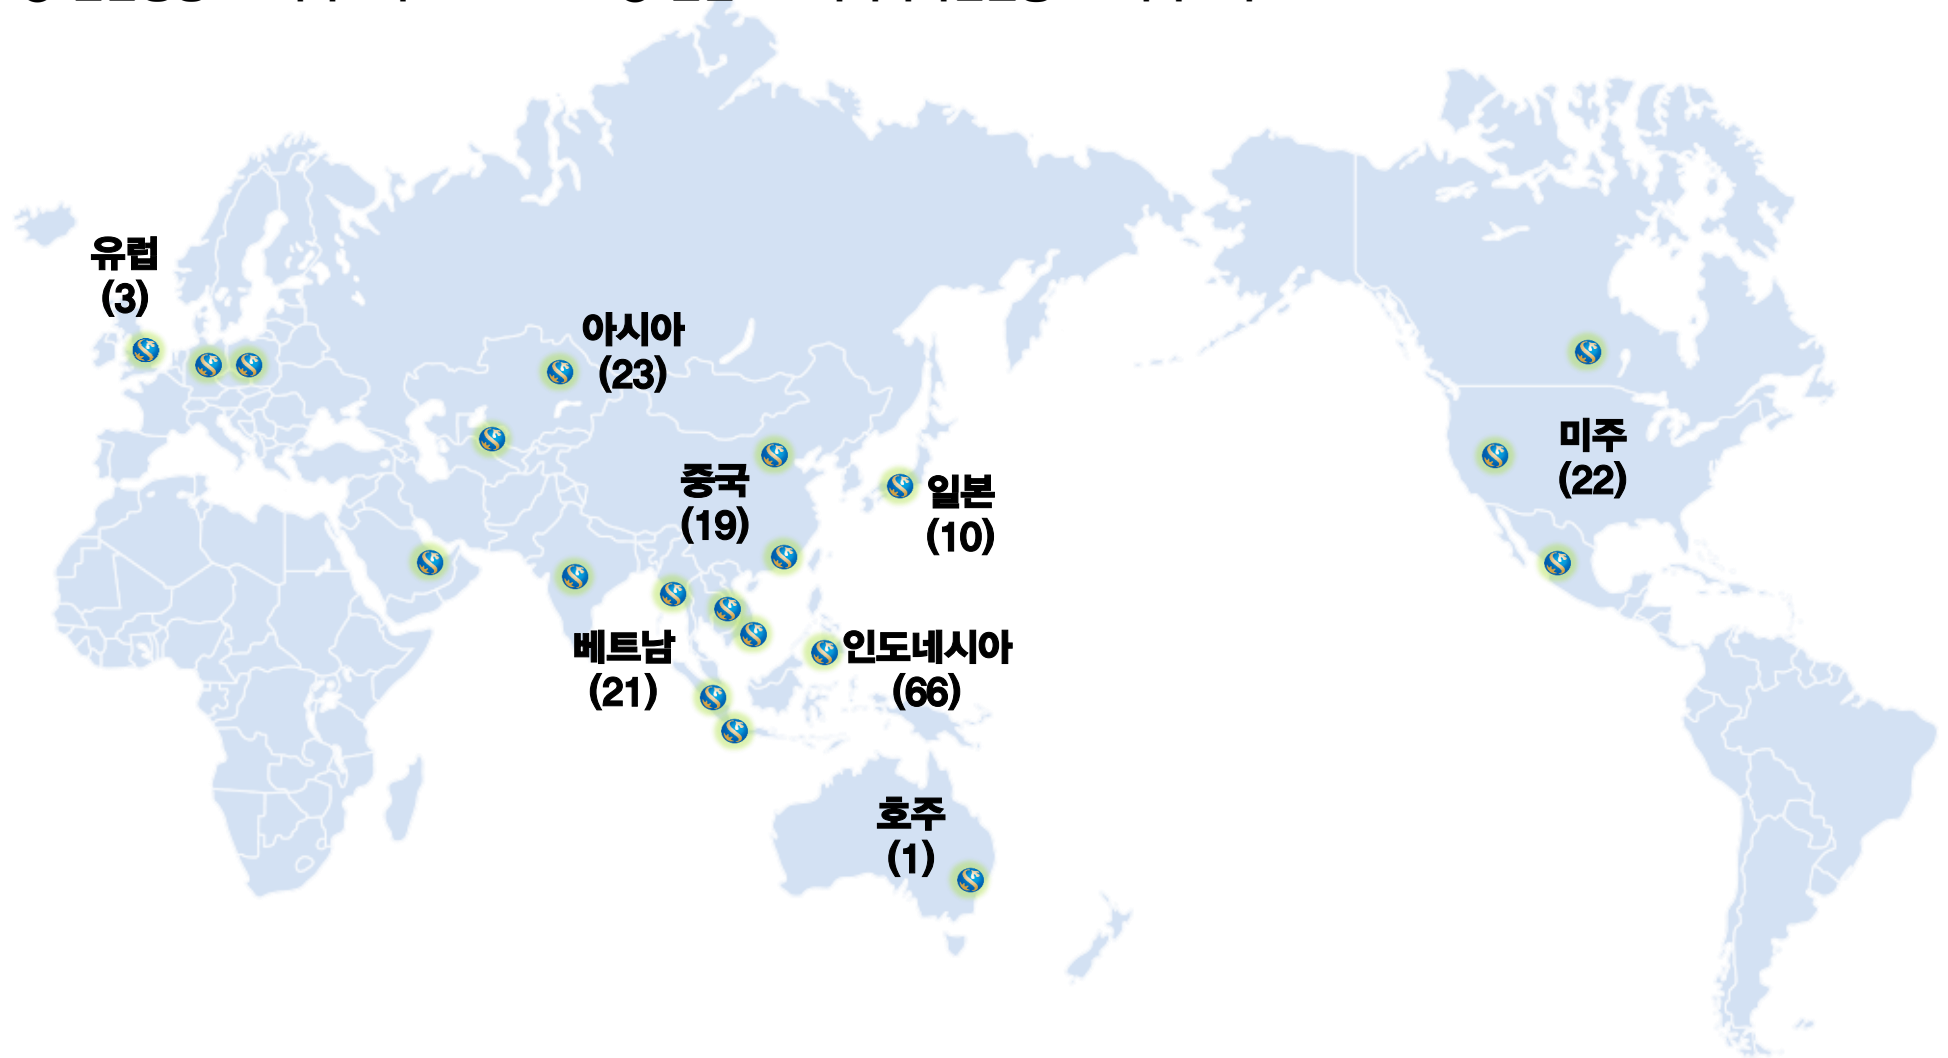 유럽
(3)
아시아
(23)
미주
(22)
중국
(19)
일본
(10)
베트남
(21)
인도네시아
(66)
호주
(1)